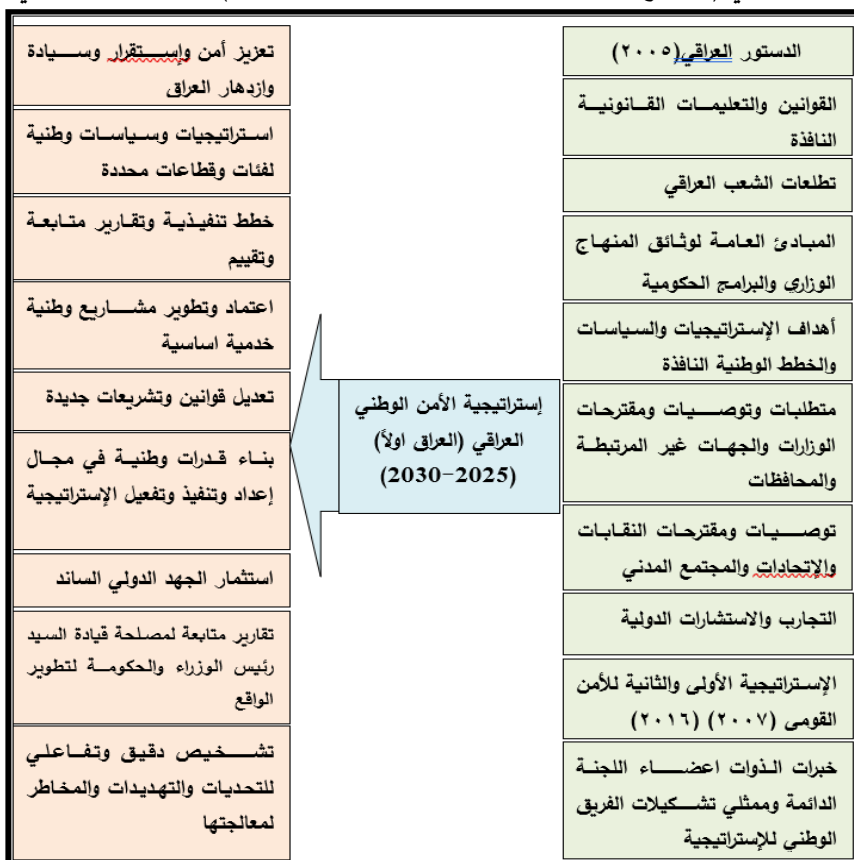 الدستور العراقي(٢٠٠٥)
القوانين والتعليمات القانونية
النافذة
تطلعات الشعب العراقي
المبادئ العامة لوثائق المنهاج
الوزاري والبرامج الحكومية
أهداف الإستراتيجيات والسياسات
والخطط الوطنية النافذة
متطلبات وتوصيات ومقترحات
الوزارات والجهات غير المرتبطة
والمحافظات
توصيات ومقترحات النقابات
والإتحادات والمجتمع المدني
التجارب والاستشارات الدولية
الإستراتيجية الأولى والثانية للأمن
القومي (٢٠٠٧) (٢٠١٦)
خبرات الذوات اعضاء اللجنة
الدائمة وممثلي تشكيلات الفريق
الوطني للإستراتيجية
إستراتيجية الأمن الوطني
العراقي (العراق اولاً)
(2025-2030)
تعزيز أمن وإستقرار وسيادة
وازدهار العراق
استراتيجيات وسياسات وطنية
لفئات وقطاعات محددة
خطط تنفيذية وتقارير متابعة
وتقييم
اعتماد وتطوير مشاريع وطنية
خدمية اساسية
تعديل قوانين وتشريعات جديدة
بناء قدرات وطنية في مجال
إعداد وتنفيذ وتفعيل الإستراتيجية
استثمار الجهد الدولي الساند
تقارير متابعة لمصلحة قيادة السيد
رئيس الوزراء والحكومة لتطوير
الواقع
تشخيص دقيق وتفاعلي
للتحديات والتهديدات والمخاطر
لمعالجتها